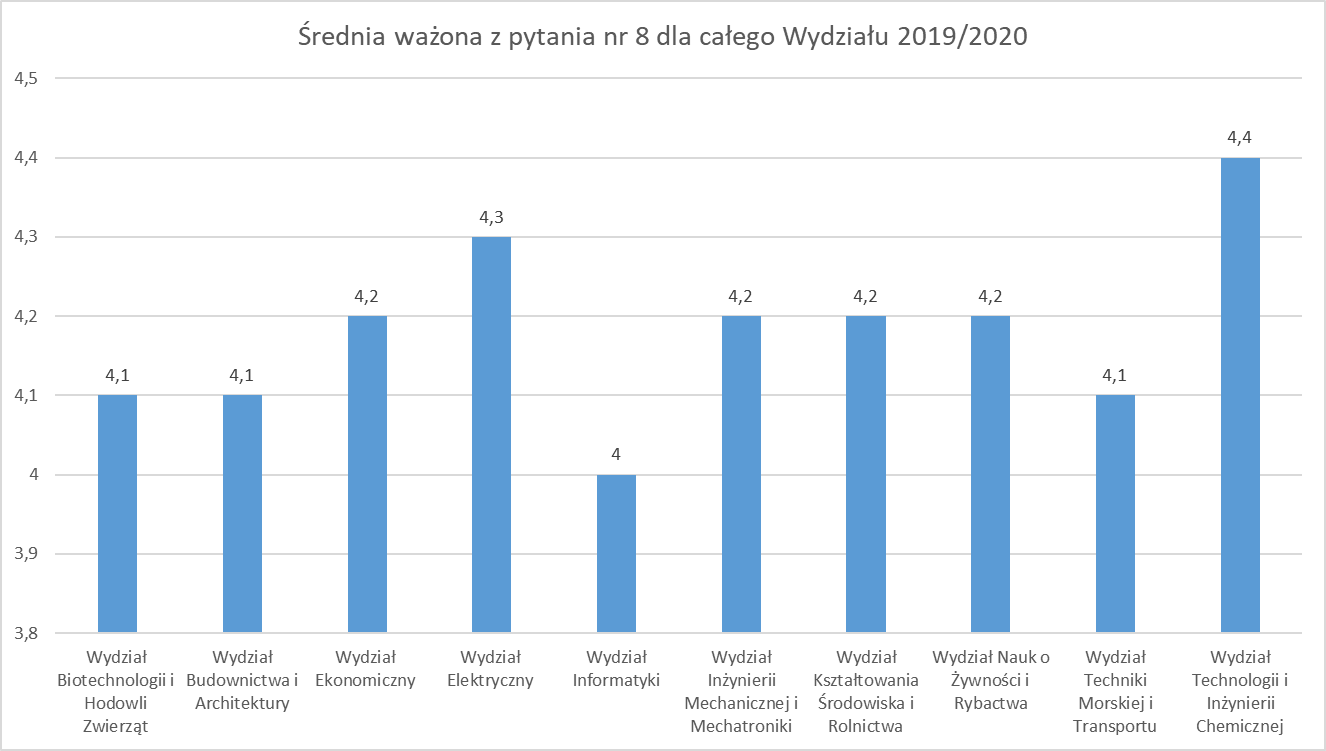 Średnia ważona z pytania nr 8 dla całego Wydziału 2019/2020
4,5
4,4
4,3
4,2
4,1
4
3,9
3,8
4,1
4,1
4,2
4,3
4
4,2
4,2
4,2
4,1
4,4
Wydział
Biotechnologii i
Hodowli
Zwierząt
Wydział
Budownictwa i
Architektury
Wydział
Ekonomiczny
Wydział
Elektryczny
Wydział
Informatyki
Wydział
Inżynierii
Mechanicznej i
Mechatroniki
Wydział
Kształtowania
Środowiska i
Rolnictwa
Wydział Nauk o
Żywności i
Rybactwa
Wydział
Techniki
Morskiej i
Transportu
Wydział
Technologii i
Inżynierii
Chemicznej